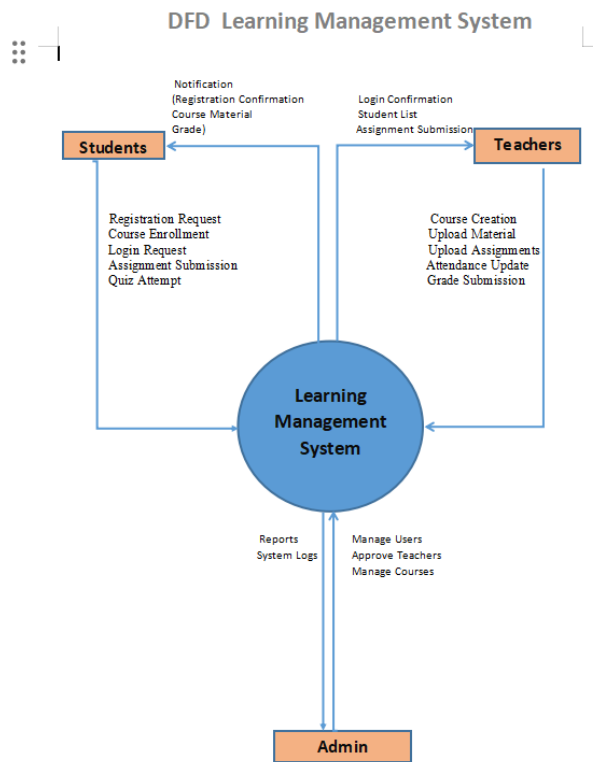 DFD Learning Management System
Notification
(Registration Confirmation
Course Material
Grade)
Login Confirmation
Student List
Assignment Submission
Students
Teachers
Registration Request
Course Enrollment
Login Request
Assignment Submission
Quiz Attempt
Course Creation
Upload Material
Upload Assignments
Attendance Update
Grade Submission
Learning
Management
System
Reports
System Logs
Manage Users
Approve Teachers
Manage Courses
Admin